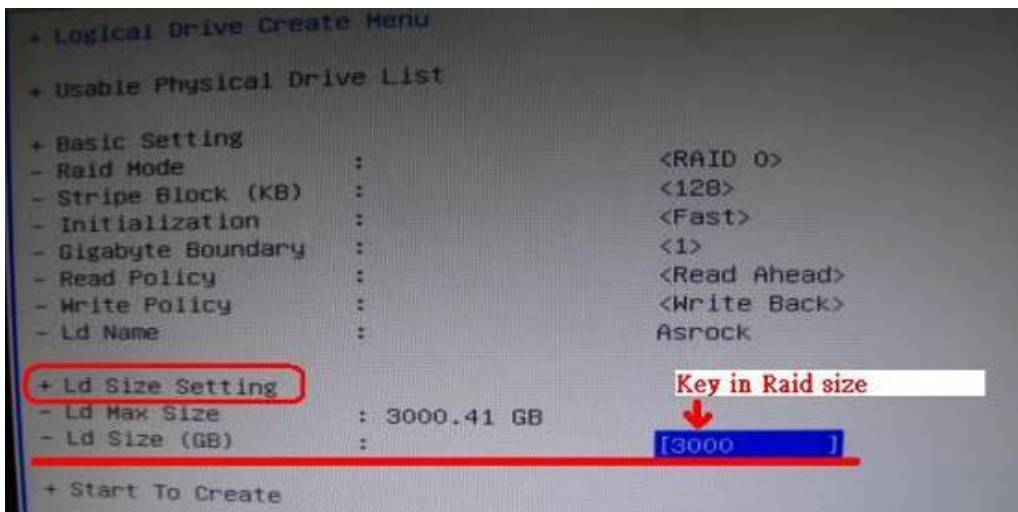 + Logical Drive Create Menu
+ Usable Physical Drive List
+ Basic Setting
- Raid Mode : <RAID 0>
- Stripe Block (KB) : <128>
- Initialization : <Fast>
- Gigabyte Boundary : <1>
- Read Policy : <Read Ahead>
- Write Policy : <Write Back>
- Ld Name : Asrock
+ Ld Size Setting
Key in Raid size
- Ld Max Size : 3000.41 GB
- Ld Size (GB) : [3000 ]
+ Start To Create